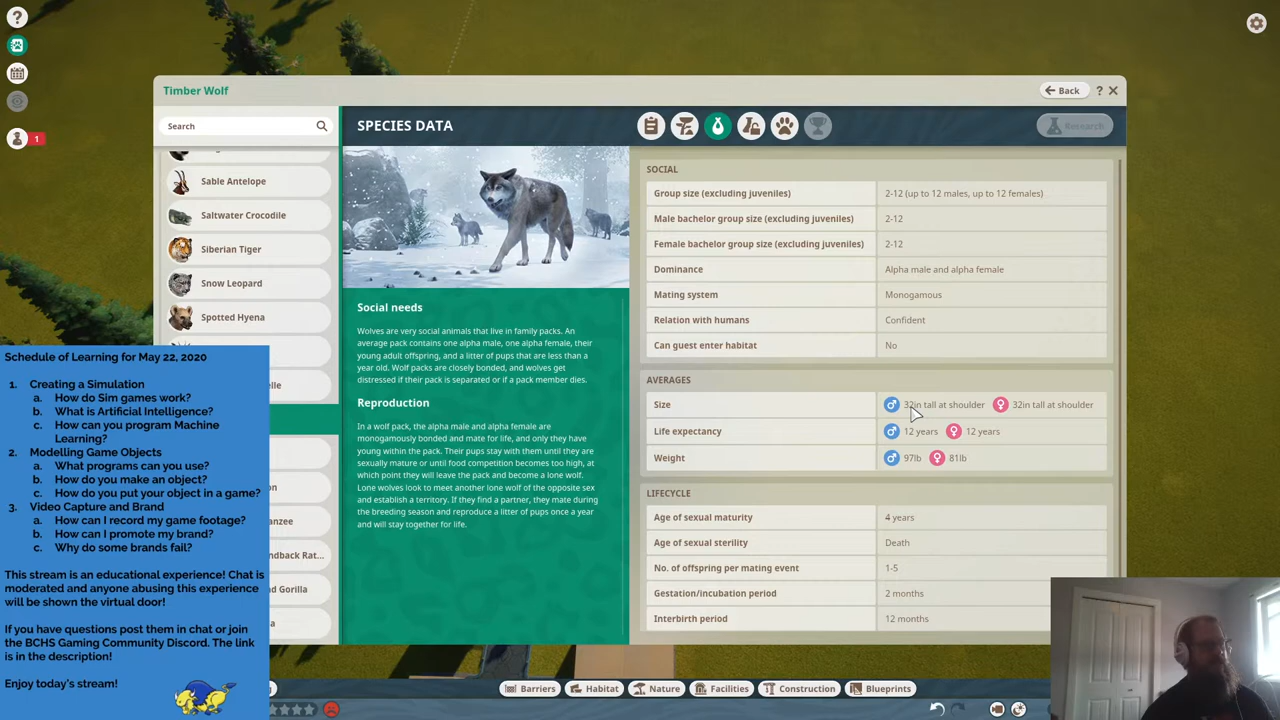 Timber Wolf
Back
?
Search
SPECIES DATA
Research
1
Sable Antelope
Saltwater Crocodile
Siberian Tiger
Snow Leopard
Spotted Hyena
elle
on
anzee
ndback Rat...
nd Gorilla
a
Social needs
Wolves are very social animals that live in family packs. An
average pack contains one alpha male, one alpha female, their
young adult offspring, and a litter of pups that are less than a
year old. Wolf packs are closely bonded, and wolves get
distressed if their pack is separated or if a pack member dies.
Reproduction
In a wolf pack, the alpha male and alpha female are
monogamously bonded and mate for life, and only they have
young within the pack. Their pups stay with them until they are
sexually mature or until food competition becomes too high, at
which point they will leave the pack and become a lone wolf.
Lone wolves look to meet another lone wolf of the opposite sex
and establish a territory. If they find a partner, they mate during
the breeding season and reproduce a litter of pups once a year
and will stay together for life.
SOCIAL
Group size (excluding juveniles) 2-12 (up to 12 males, up to 12 females)
Male bachelor group size (excluding juveniles) 2-12
Female bachelor group size (excluding juveniles) 2-12
Dominance Alpha male and alpha female
Mating system Monogamous
Relation with humans Confident
Can guest enter habitat No
AVERAGES
Size 32in tall at shoulder 32in tall at shoulder
Life expectancy 12 years 12 years
Weight 97lb 81lb
LIFECYCLE
Age of sexual maturity 4 years
Age of sexual sterility Death
No. of offspring per mating event 1-5
Gestation/incubation period 2 months
Interbirth period 12 months
Schedule of Learning for May 22, 2020
1. Creating a Simulation
a. How do Sim games work?
b. What is Artificial Intelligence?
c. How can you program Machine
Learning?
2. Modelling Game Objects
a. What programs can you use?
b. How do you make an object?
c. How do you put your object in a game?
3. Video Capture and Brand
a. How can I record my game footage?
b. How can I promote my brand?
c. Why do some brands fail?
This stream is an educational experience! Chat is
moderated and anyone abusing this experience
will be shown the virtual door!
If you have questions post them in chat or join
the BCHS Gaming Community Discord. The link
is in the description!
Enjoy today's stream!
Barriers
Habitat
Nature
Facilities
Construction
Blueprints